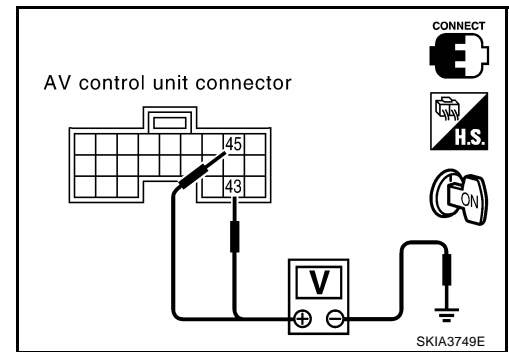 CONNECT
AV control unit connector
H.S.
45
43
ON
V
+ −
SKIA3749E